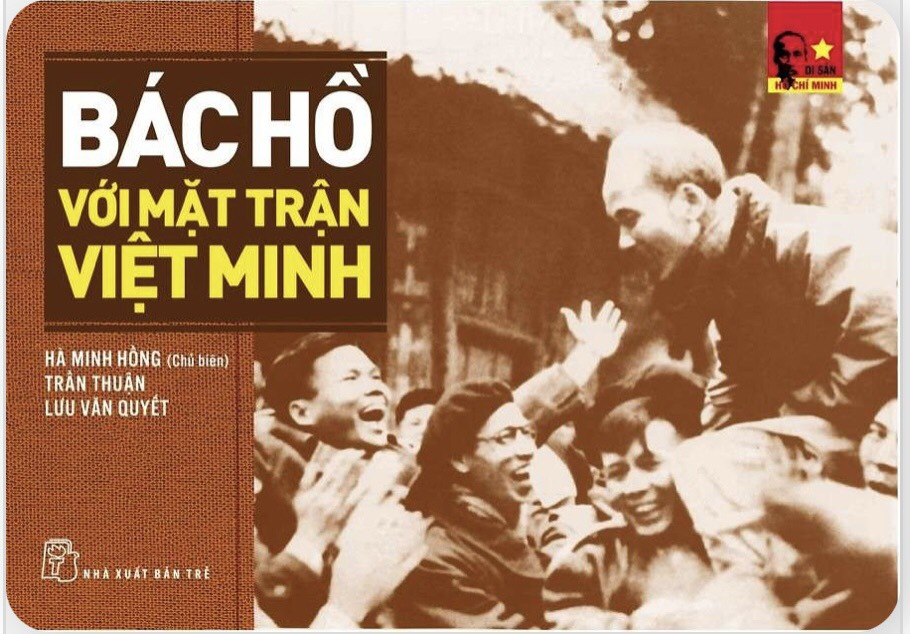 BÁC HỒ
VỚI MẶT TRẬN
VIỆT MINH
HÀ MINH HỒNG (Chủ biên)
TRẦN THUẬN
LƯU VĂN QUYẾT
NHÀ XUẤT BẢN TRẺ
DI SẢN
HỒ CHÍ MINH